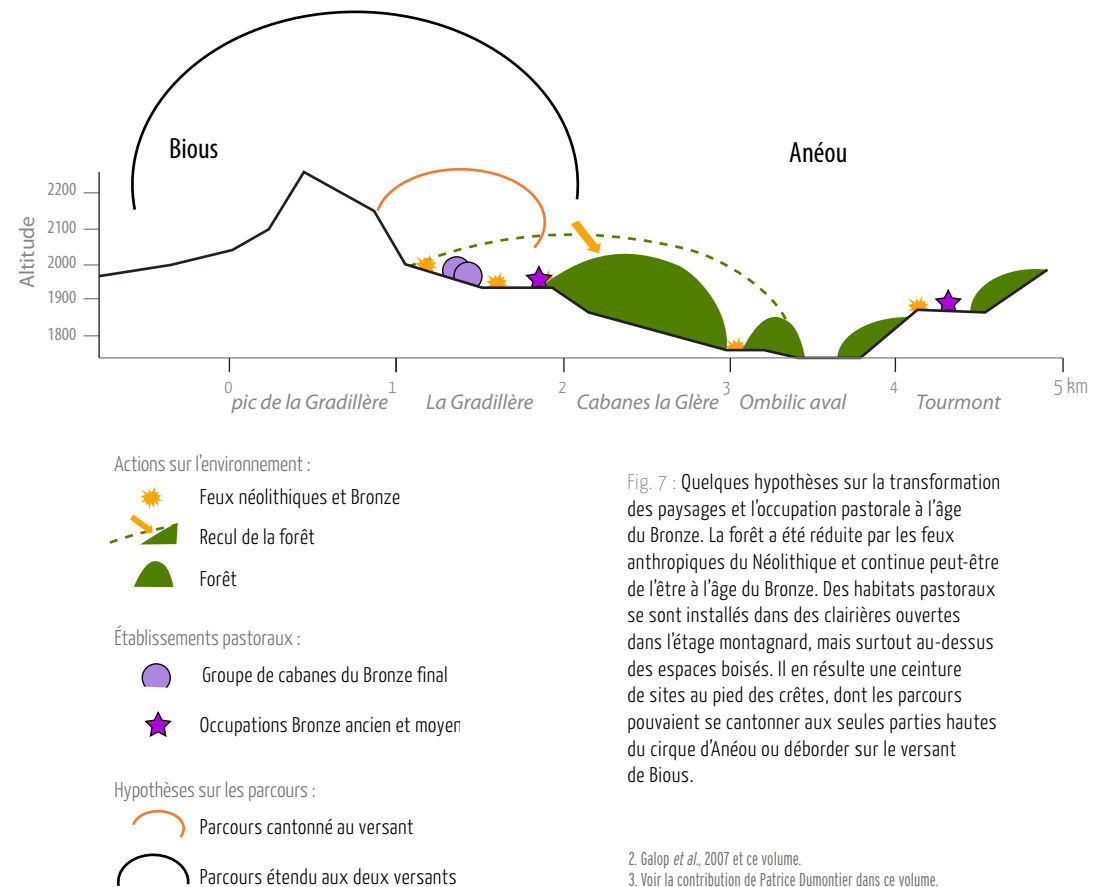 Bious
Anéou
Altitude
2200
2100
2000
1900
1800
0
1
2
3
4
5 km
pic de la Gradillère
La Gradillère
Cabanes la Glère
Ombilic aval
Tourmont
Actions sur l'environnement :
Feux néolithiques et Bronze
Recul de la forêt
Forêt
Établissements pastoraux :
Groupe de cabanes du Bronze final
Occupations Bronze ancien et moyen
Hypothèses sur les parcours :
Parcours cantonné au versant
Parcours étendu aux deux versants
Fig. 7 : Quelques hypothèses sur la transformation
des paysages et l'occupation pastorale à l'âge
du Bronze. La forêt a été réduite par les feux
anthropiques du Néolithique et continue peut-être
de l'être à l'âge du Bronze. Des habitats pastoraux
se sont installés dans des clairières ouvertes
dans l'étage montagnard, mais surtout au-dessus
des espaces boisés. Il en résulte une ceinture
de sites au pied des crêtes, dont les parcours
pouvaient se cantonner aux seules parties hautes
du cirque d'Anéou ou déborder sur le versant
de Bious.
2. Galop et al., 2007 et ce volume.
3. Voir la contribution de Patrice Dumontier dans ce volume.